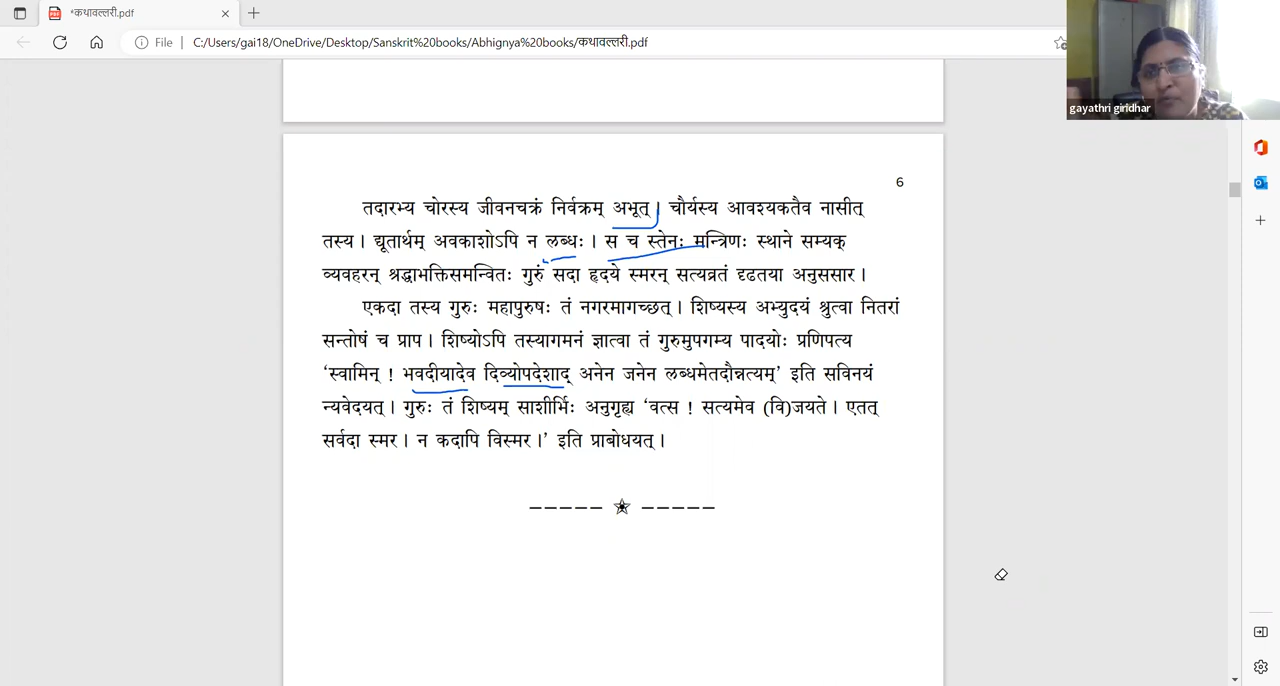 *कथावल्लरी.pdf
File
C:/Users/gai18/OneDrive/Desktop/Sanskrit%20books/Abhignya%20books/कथावल्लरी.pdf
gayathri giridhar
6
तदारभ्य चोरस्य जीवनचक्रं निर्वक्रम् अभूत् । चौर्यस्य आवश्यकतैव नासीत्
तस्य । द्यूतार्थम् अवकाशोऽपि न लब्धः । स च स्तेनः मन्त्रिणः स्थाने सम्यक्
व्यवहरन् श्रद्धाभक्तिसमन्वितः गुरुं सदा हृदये स्मरन् सत्यव्रतं दृढतया अनुससार ।
एकदा तस्य गुरुः महापुरुषः तं नगरमागच्छत् । शिष्यस्य अभ्युदयं श्रुत्वा नितरां
सन्तोषं च प्राप । शिष्योऽपि तस्यागमनं ज्ञात्वा तं गुरुमुपगम्य पादयोः प्रणिपत्य
‘स्वामिन् ! भवदीयादेव दिव्योपदेशाद् अनेन जनेन लब्धमेतदौन्नत्यम्’ इति सविनयं
न्यवेदयत् । गुरुः तं शिष्यम् साशीर्भिः अनुगृह्य ‘वत्स ! सत्यमेव (वि)जयते । एतत्
सर्वदा स्मर । न कदापि विस्मर ।’ इति प्राबोधयत् ।